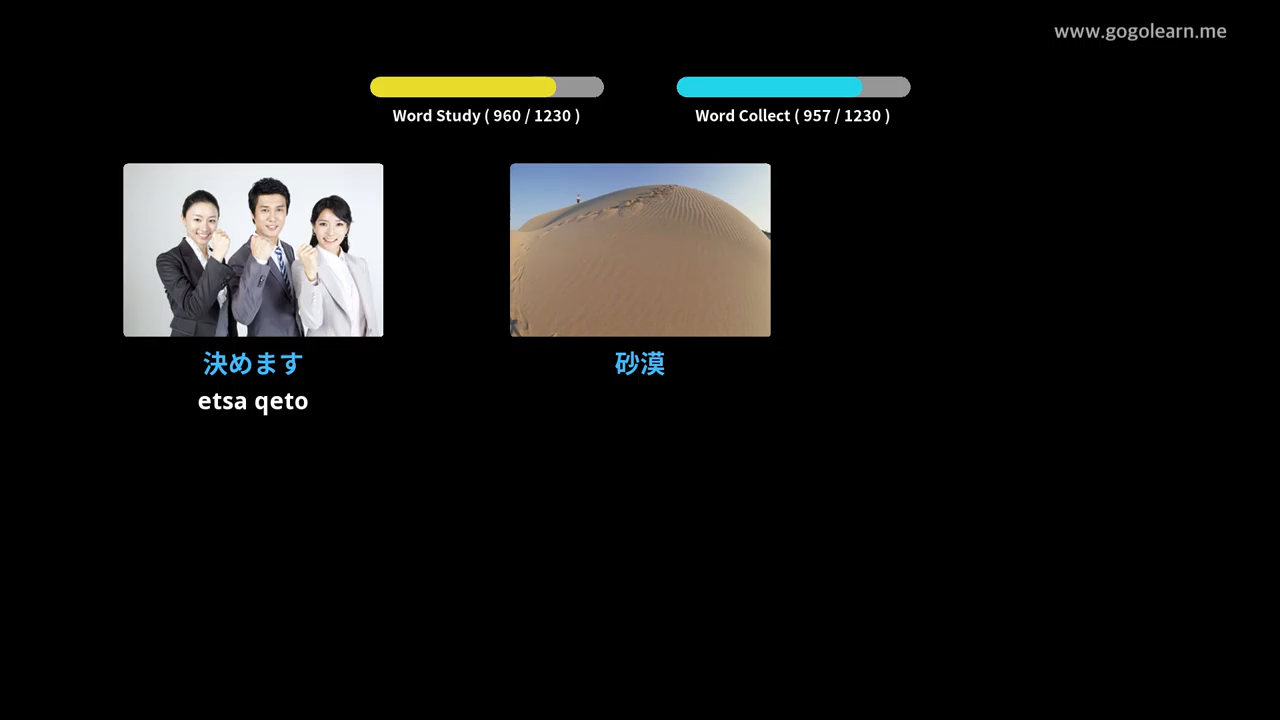 www.gogolearn.me
Word Study ( 960 / 1230 )
Word Collect ( 957 / 1230 )
決めます
etsa qeto
砂漠